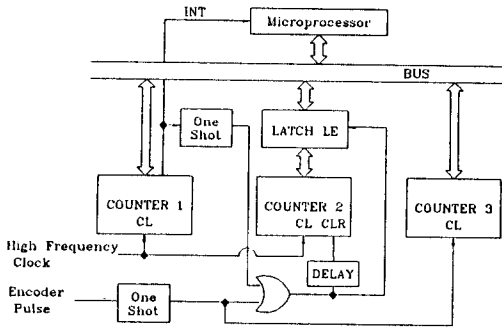 INT
Microprocessor
BUS
One
Shot
LATCH LE
COUNTER 1
CL
COUNTER 2
CL CLR
COUNTER 3
CL
High Frequency
Clock
DELAY
Encoder
Pulse
One
Shot